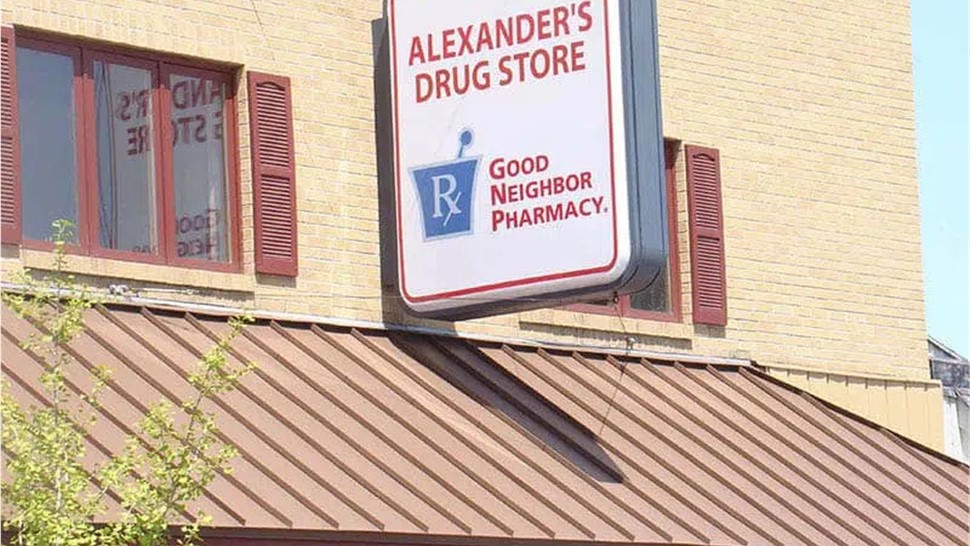 ALEXANDER'S
DRUG STORE
Rx
GOOD
NEIGHBOR
PHARMACY.